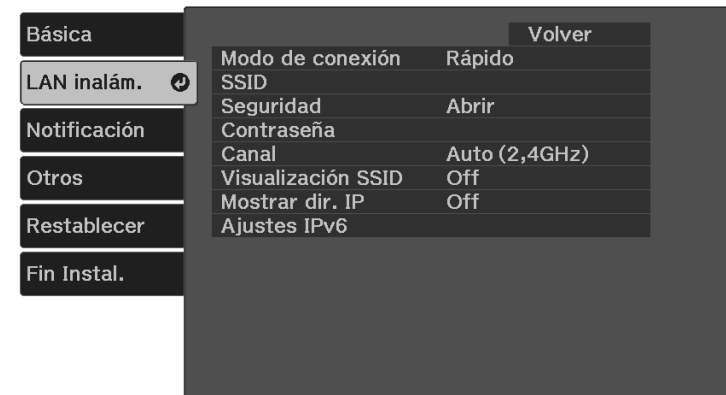 Básica
LAN inalám.
Notificación
Otros
Restablecer
Fin Instal.
Volver
Modo de conexión Rápido
SSID
Seguridad Abrir
Contraseña
Canal Auto (2,4GHz)
Visualización SSID Off
Mostrar dir. IP Off
Ajustes IPv6